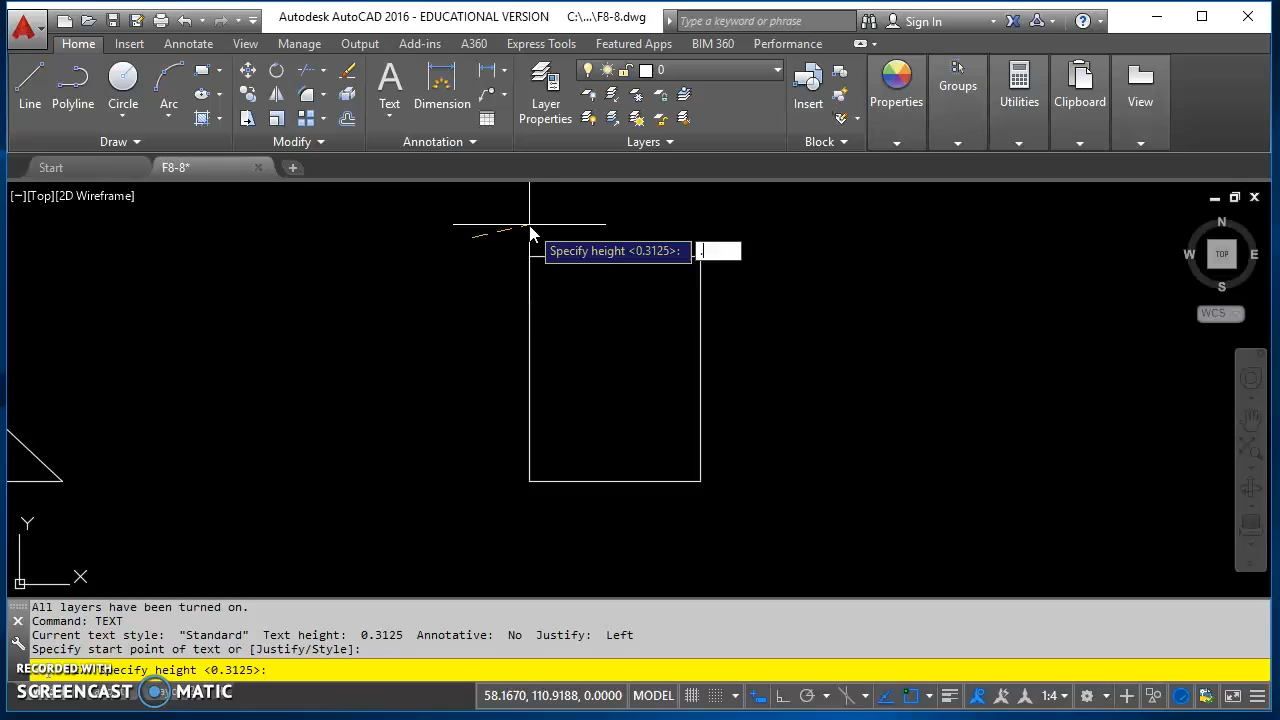 Autodesk AutoCAD 2016 - EDUCATIONAL VERSION C:\...\F8-8.dwg
Type a keyword or phrase
Sign In
Home Insert Annotate View Manage Output Add-ins A360 Express Tools Featured Apps BIM 360 Performance
Line Polyline Circle Arc
Text Dimension
Layer Properties
0
Insert
Properties Groups Utilities Clipboard View
Draw Modify Annotation Layers Block
Start F8-8*
[−][Top][2D Wireframe]
N
W TOP E
S
WCS
Specify height <0.3125>: .
Y
X
All layers have been turned on.
Command: TEXT
Current text style: "Standard" Text height: 0.3125 Annotative: No Justify: Left
Specify start point of text or [Justify/Style]:
Specify height <0.3125>:
RECORDED WITH
SCREENCAST MATIC
58.1670, 110.9188, 0.0000 MODEL 1:4